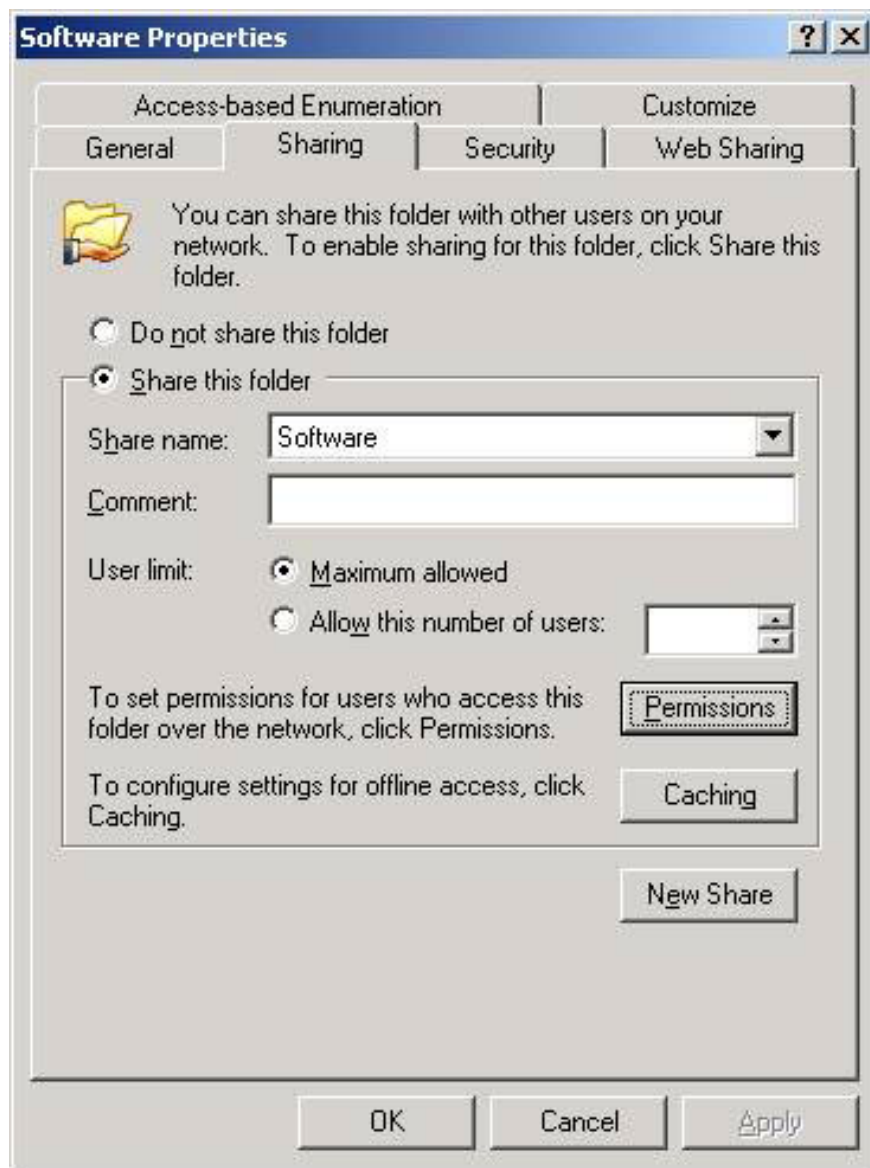 Software Properties
Access-based Enumeration
Customize
General
Sharing
Security
Web Sharing
You can share this folder with other users on your
network. To enable sharing for this folder, click Share this
folder.
Do not share this folder
Share this folder
Share name:
Software
Comment:
User limit:
Maximum allowed
Allow this number of users:
To set permissions for users who access this
folder over the network, click Permissions.
Permissions
To configure settings for offline access, click
Caching.
Caching
New Share
OK
Cancel
Apply